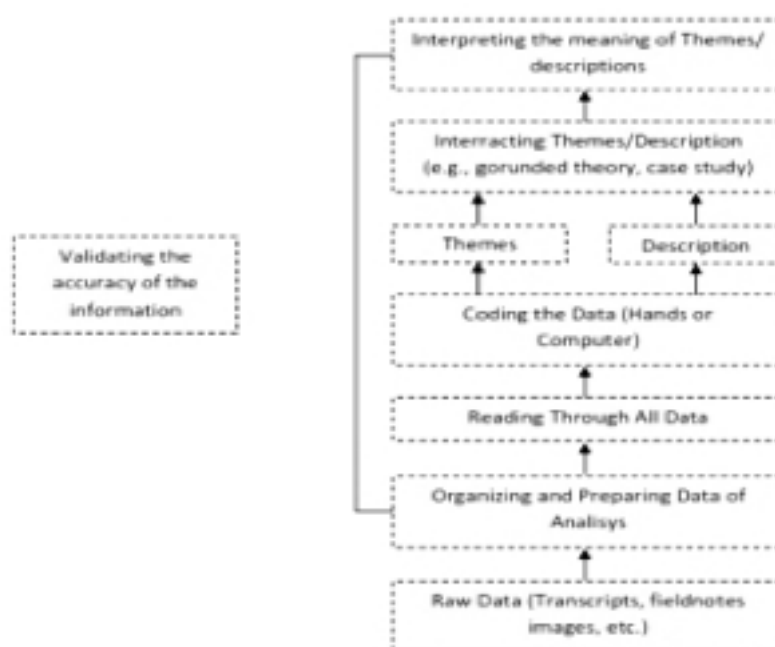 Interpreting the meaning of Themes/
descriptions
Interracting Themes/Description
(e.g., gorunded theory, case study)
Themes
Description
Validating the
accuracy of the
information
Coding the Data (Hands or
Computer)
Reading Through All Data
Organizing and Preparing Data of
Analisys
Raw Data (Transcripts, fieldnotes
images, etc.)